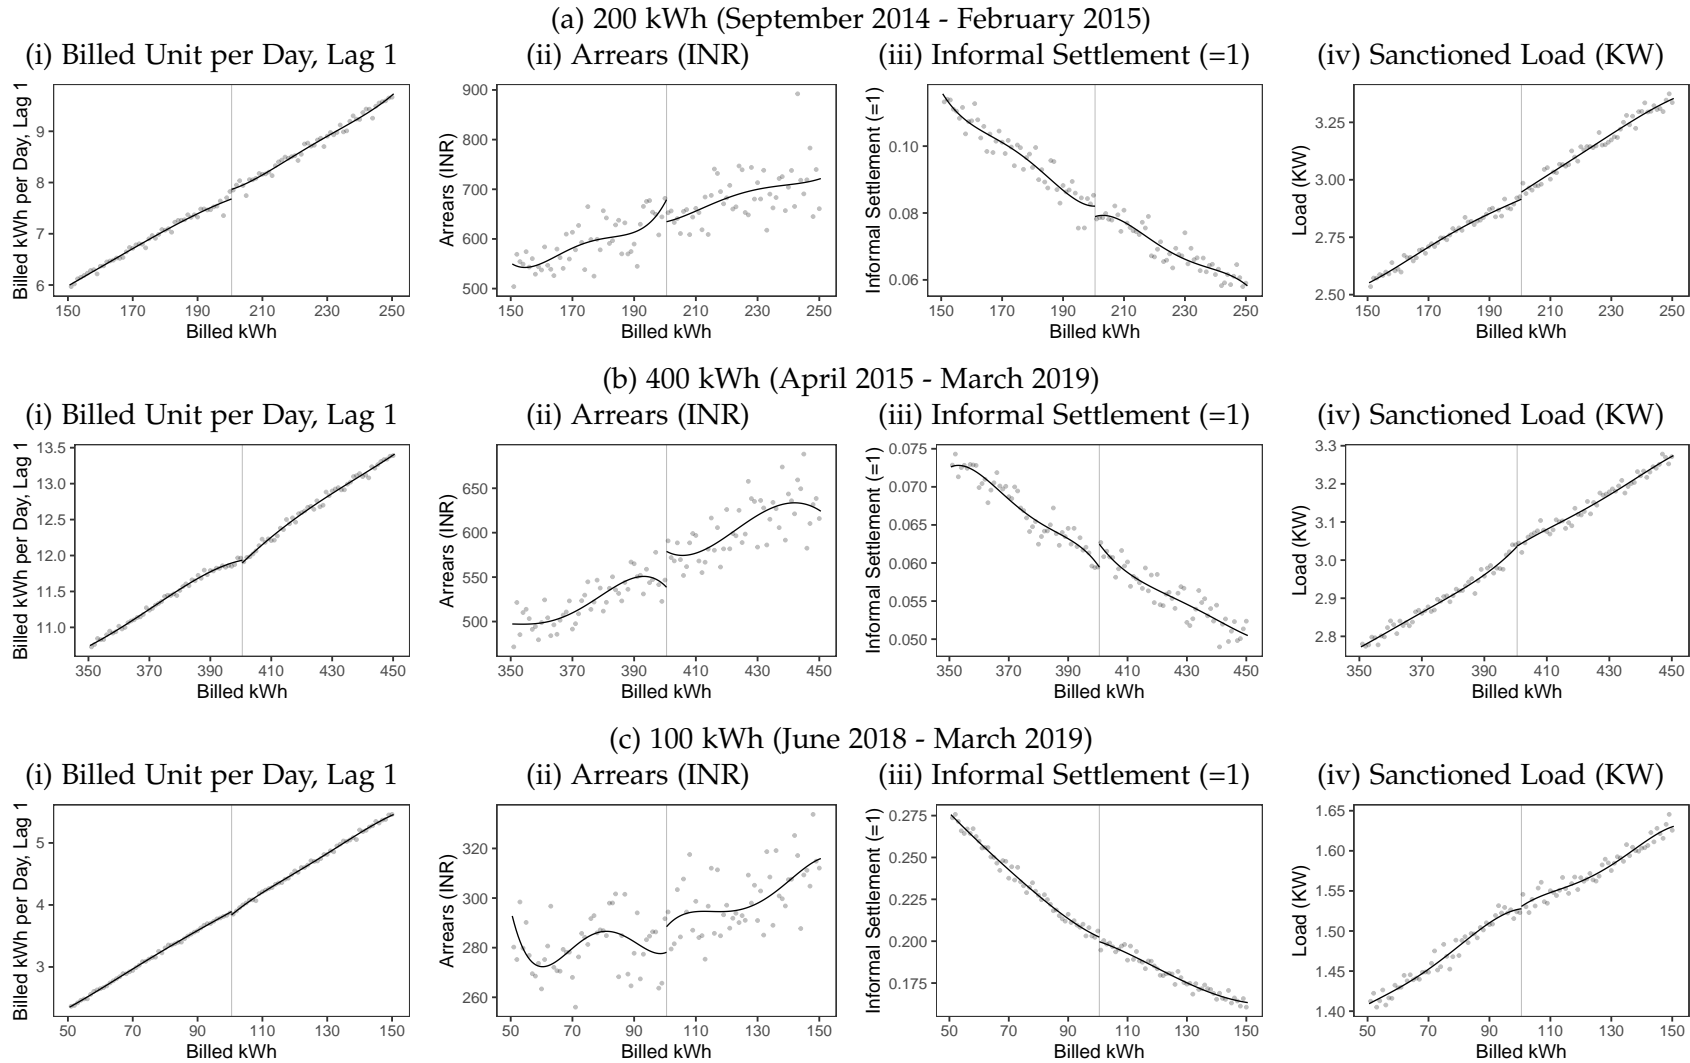 (a) 200 kWh (September 2014 - February 2015)
(i) Billed Unit per Day, Lag 1
(ii) Arrears (INR)
(iii) Informal Settlement (=1)
(iv) Sanctioned Load (KW)
Billed kWh per Day, Lag 1
9
8
7
6
150 170 190 210 230 250
Billed kWh
Arrears (INR)
900
800
700
600
500
150 170 190 210 230 250
Billed kWh
Informal Settlement (=1)
0.10
0.08
0.06
150 170 190 210 230 250
Billed kWh
Load (KW)
3.25
3.00
2.75
2.50
150 170 190 210 230 250
Billed kWh
(b) 400 kWh (April 2015 - March 2019)
(i) Billed Unit per Day, Lag 1
(ii) Arrears (INR)
(iii) Informal Settlement (=1)
(iv) Sanctioned Load (KW)
Billed kWh per Day, Lag 1
13.5
13.0
12.5
12.0
11.5
11.0
350 370 390 410 430 450
Billed kWh
Arrears (INR)
650
600
550
500
350 370 390 410 430 450
Billed kWh
Informal Settlement (=1)
0.075
0.070
0.065
0.060
0.055
0.050
350 370 390 410 430 450
Billed kWh
Load (KW)
3.3
3.2
3.1
3.0
2.9
2.8
350 370 390 410 430 450
Billed kWh
(c) 100 kWh (June 2018 - March 2019)
(i) Billed Unit per Day, Lag 1
(ii) Arrears (INR)
(iii) Informal Settlement (=1)
(iv) Sanctioned Load (KW)
Billed kWh per Day, Lag 1
5
4
3
50 70 90 110 130 150
Billed kWh
Arrears (INR)
320
300
280
260
50 70 90 110 130 150
Billed kWh
Informal Settlement (=1)
0.275
0.250
0.225
0.200
0.175
50 70 90 110 130 150
Billed kWh
Load (KW)
1.65
1.60
1.55
1.50
1.45
1.40
50 70 90 110 130 150
Billed kWh